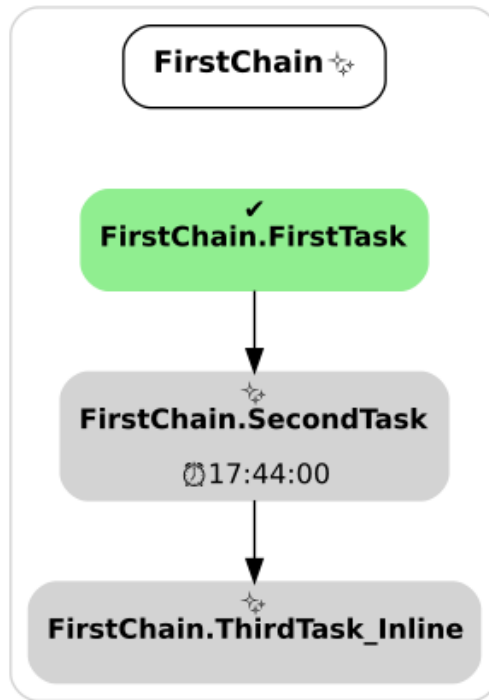 FirstChain✨
✔
FirstChain.FirstTask
✨
FirstChain.SecondTask
⏰17:44:00
✨
FirstChain.ThirdTask_Inline